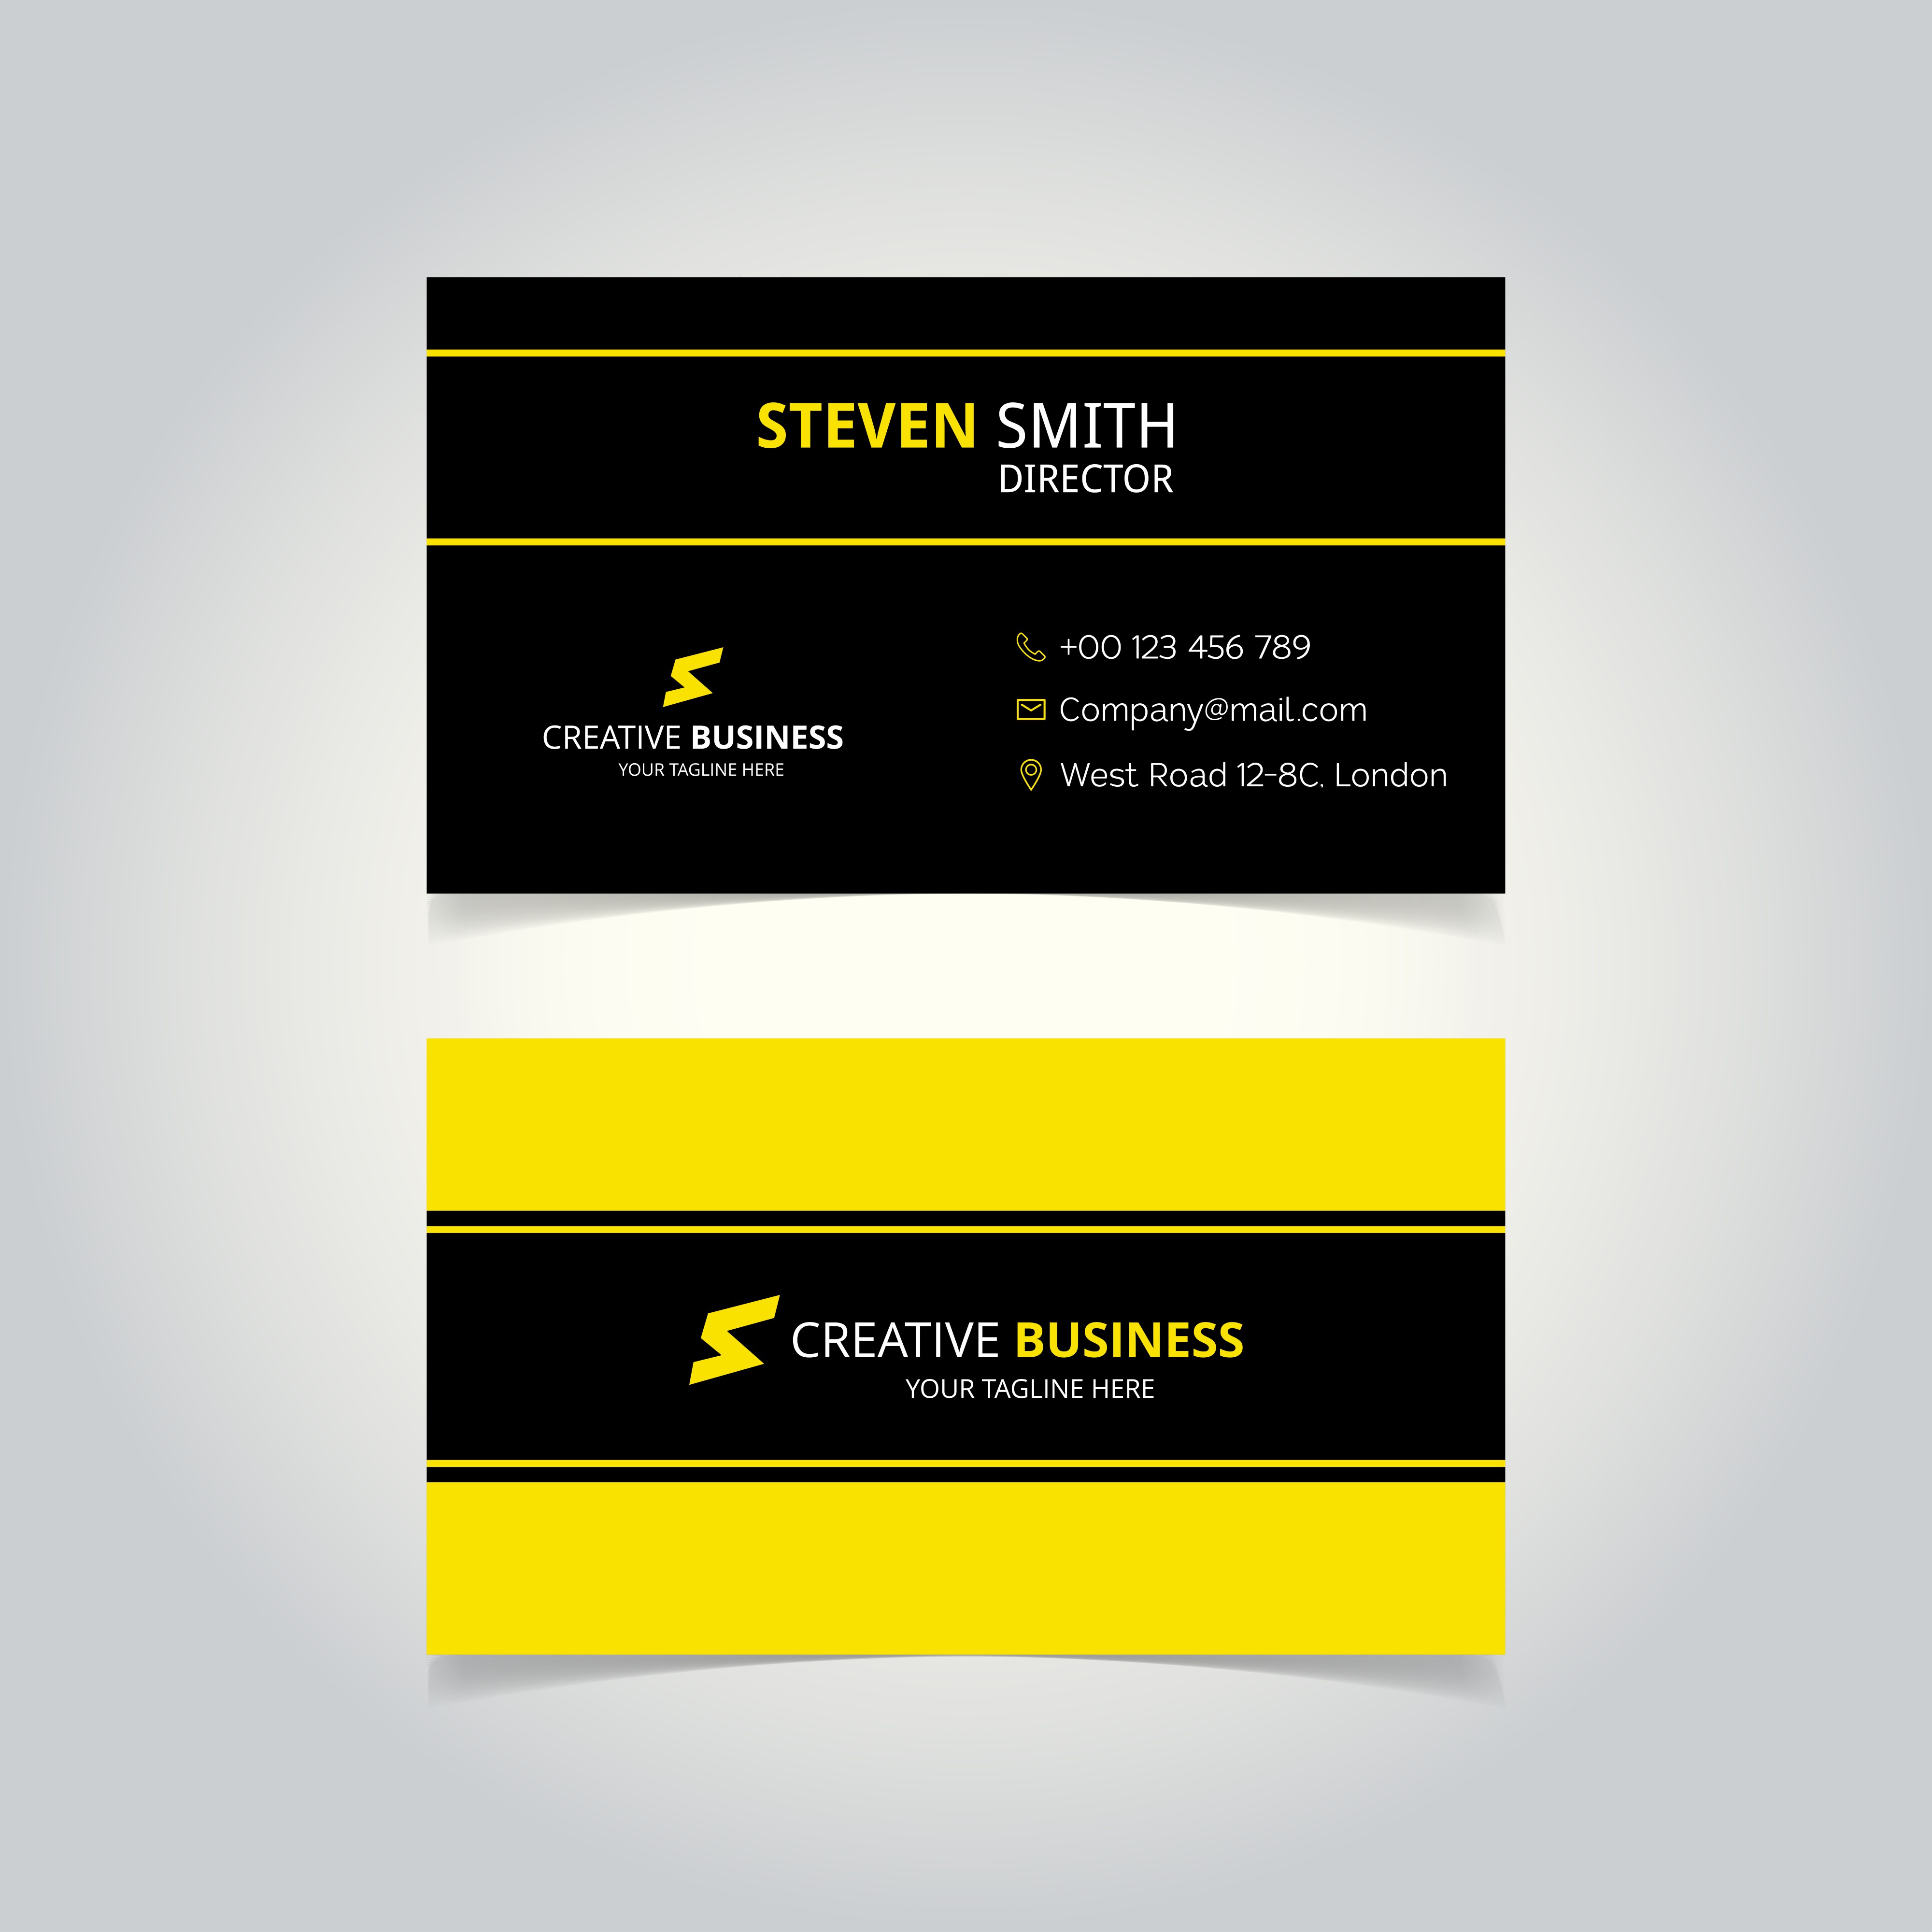 STEVEN SMITH
DIRECTOR
CREATIVE BUSINESS
YOUR TAGLINE HERE
+00 123 456 789
Company@mail.com
West Road 12-8C, London
CREATIVE BUSINESS
YOUR TAGLINE HERE